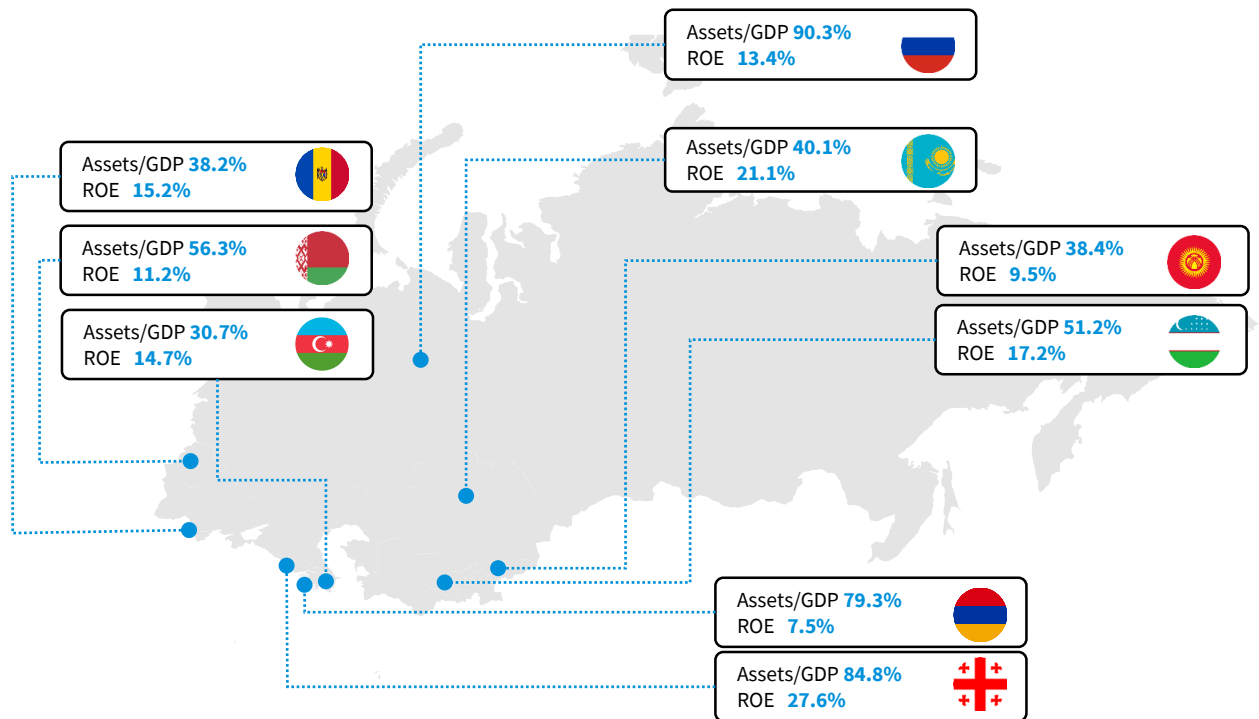 Assets/GDP 90.3%
ROE 13.4%
Assets/GDP 40.1%
ROE 21.1%
Assets/GDP 38.2%
ROE 15.2%
Assets/GDP 56.3%
ROE 11.2%
Assets/GDP 30.7%
ROE 14.7%
Assets/GDP 38.4%
ROE 9.5%
Assets/GDP 51.2%
ROE 17.2%
Assets/GDP 79.3%
ROE 7.5%
Assets/GDP 84.8%
ROE 27.6%